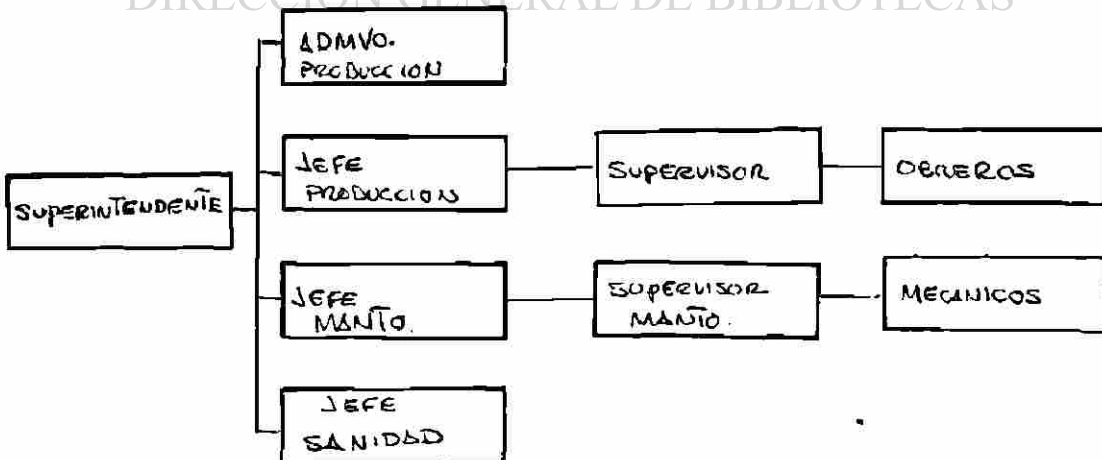 DIRECCIÓN GENERAL DE BIBLIOTECAS
ADMVO.
PRODUCCION
JEFE
PRODUCCION
SUPERVISOR
OBREROS
SUPERINTENDENTE
JEFE
MANTO.
SUPERVISOR
MANTO.
MECANICOS
JEFE
SANIDAD